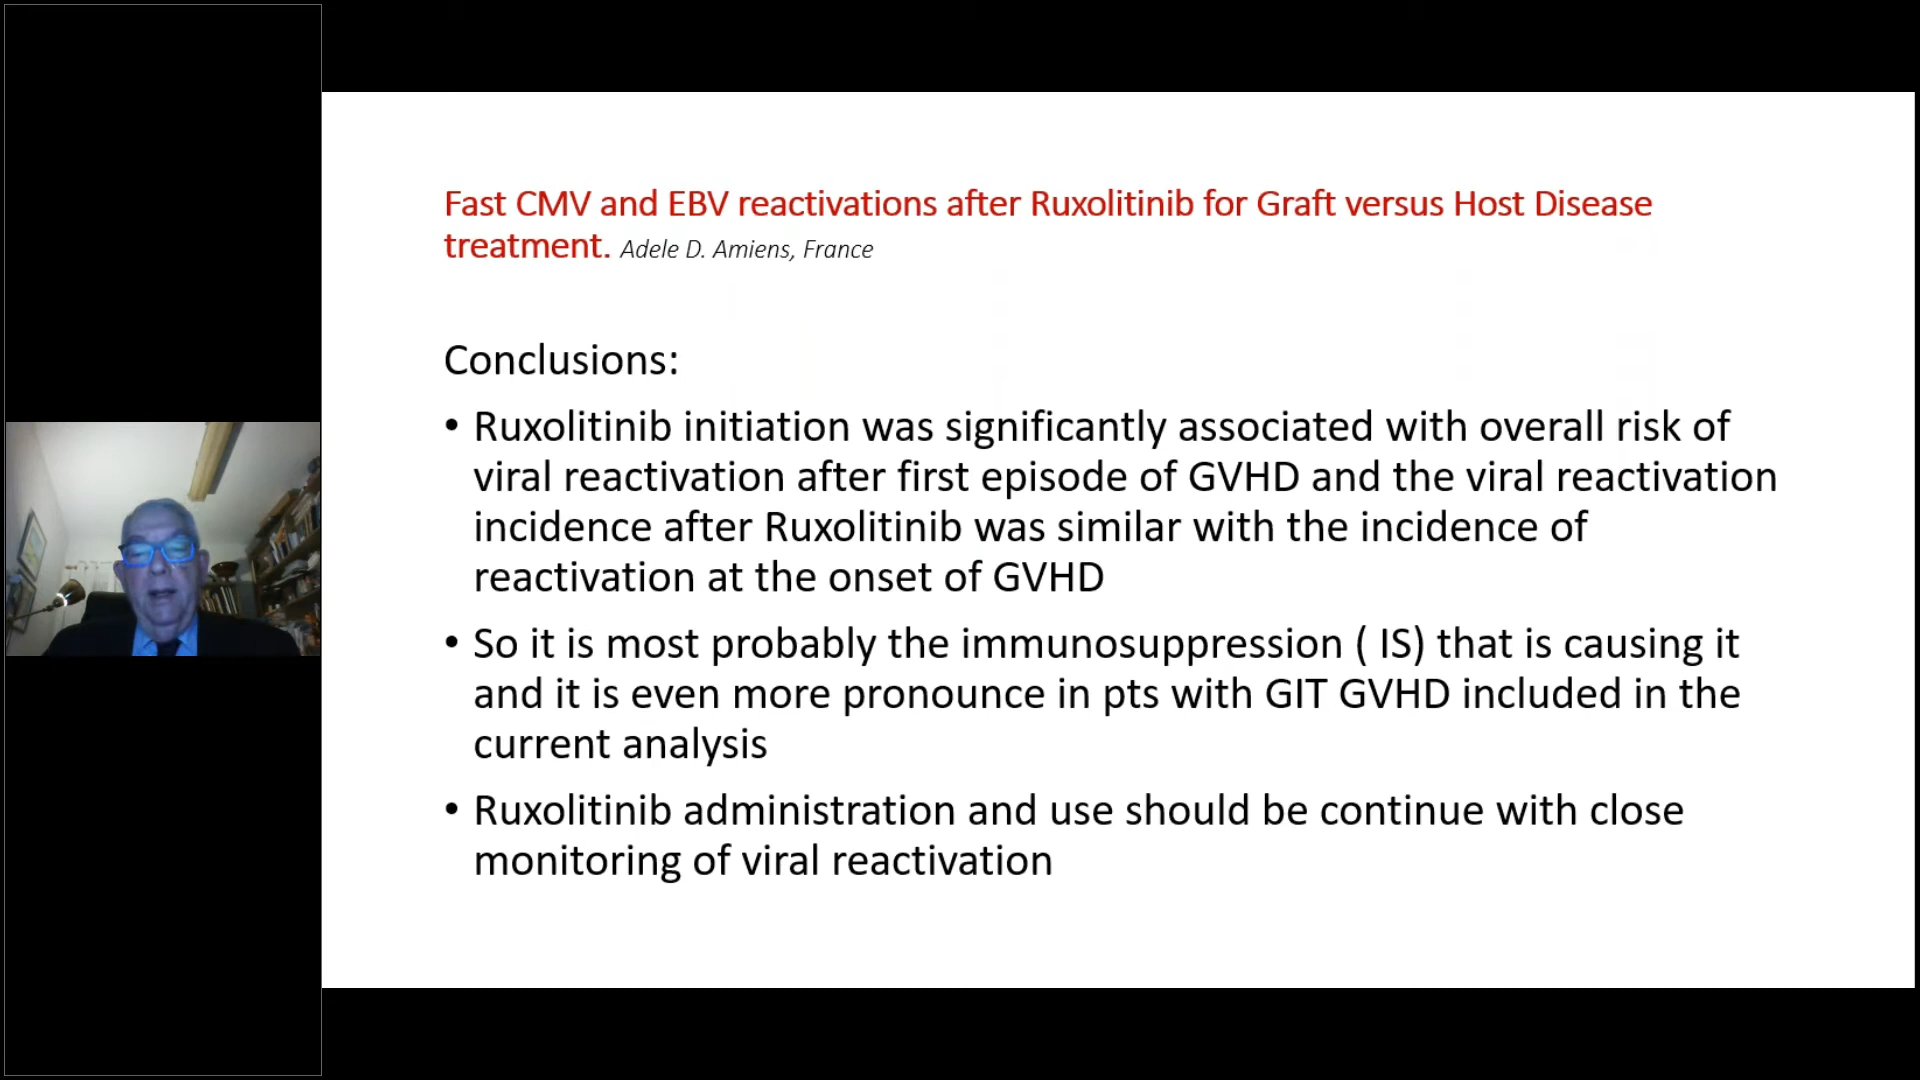 Fast CMV and EBV reactivations after Ruxolitinib for Graft versus Host Disease
treatment. Adele D. Amiens, France
Conclusions:
• Ruxolitinib initiation was significantly associated with overall risk of
viral reactivation after first episode of GVHD and the viral reactivation
incidence after Ruxolitinib was similar with the incidence of
reactivation at the onset of GVHD
• So it is most probably the immunosuppression ( IS) that is causing it
and it is even more pronounce in pts with GIT GVHD included in the
current analysis
• Ruxolitinib administration and use should be continue with close
monitoring of viral reactivation